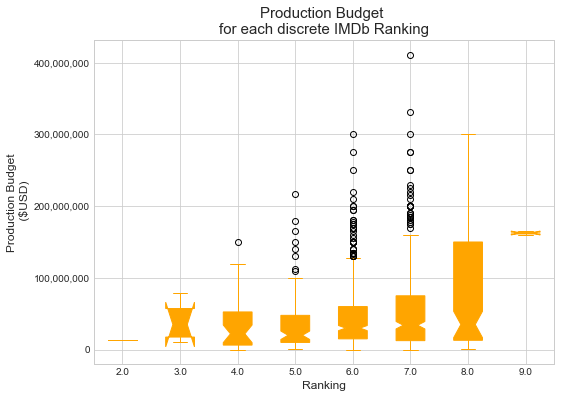 Production Budget
for each discrete IMDb Ranking
400,000,000
300,000,000
200,000,000
100,000,000
0
Production Budget
($USD)
2.0 3.0 4.0 5.0 6.0 7.0 8.0 9.0
Ranking